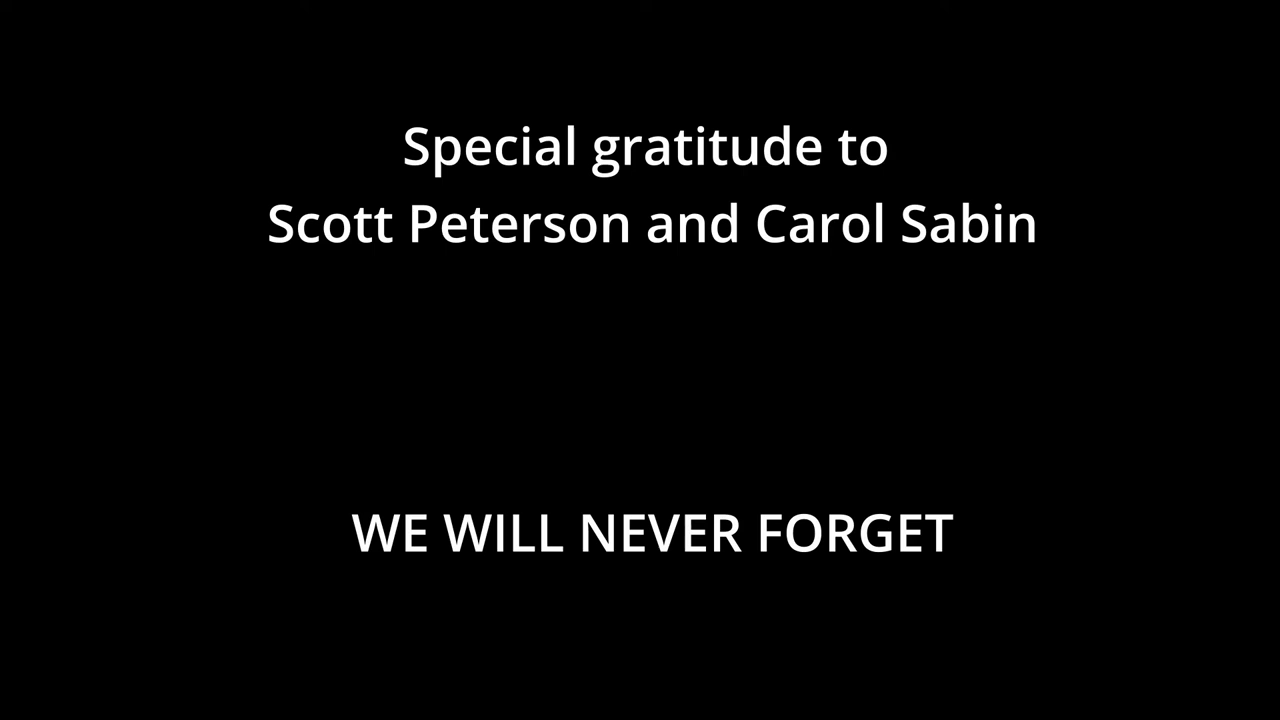 Special gratitude to
Scott Peterson and Carol Sabin
WE WILL NEVER FORGET